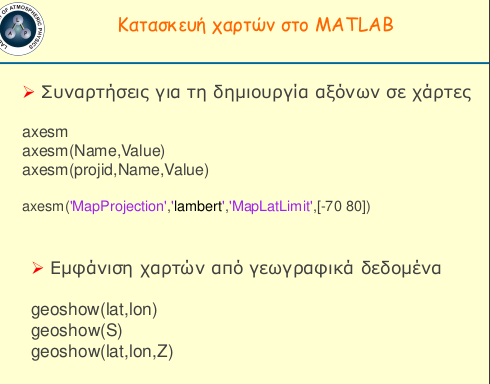 Κατασκευή χαρτών στο MATLAB
➢ Συναρτήσεις για τη δημιουργία αξόνων σε χάρτες
axesm
axesm(Name,Value)
axesm(projid,Name,Value)
axesm('MapProjection','lambert','MapLatLimit',[-70 80])
➢ Εμφάνιση χαρτών από γεωγραφικά δεδομένα
geoshow(lat,lon)
geoshow(S)
geoshow(lat,lon,Z)